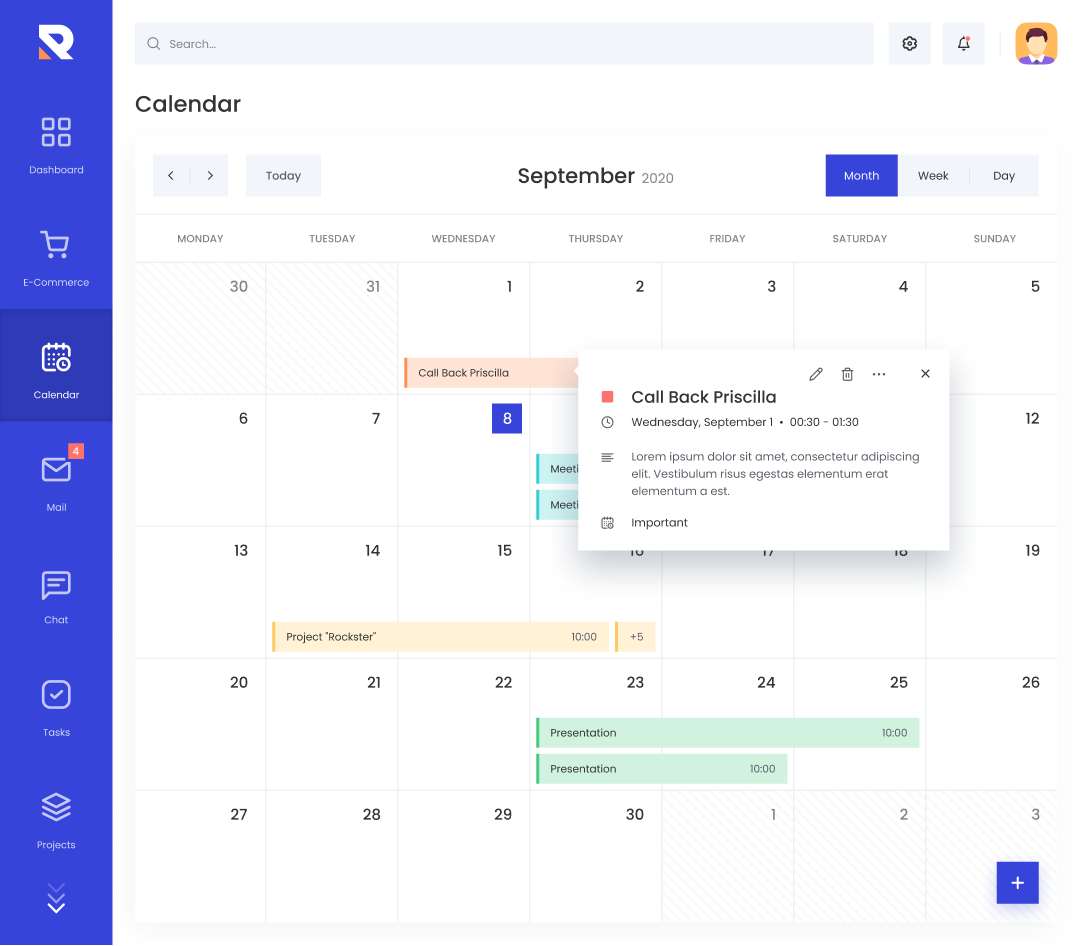 Search...
Calendar
Dashboard
E-Commerce
Calendar
4
Mail
Chat
Tasks
Projects
Today
September 2020
Month
Week
Day
MONDAY TUESDAY WEDNESDAY THURSDAY FRIDAY SATURDAY SUNDAY
30 31 1 2 3 4 5
Call Back Priscilla
Call Back Priscilla
Wednesday, September 1 • 00:30 - 01:30
Lorem ipsum dolor sit amet, consectetur adipiscing
elit. Vestibulum risus egestas elementum erat
elementum a est.
Important
6 7 8 12
Meeti
Meeti
13 14 15 16 17 18 19
Project "Rockster" 10:00 +5
20 21 22 23 24 25 26
Presentation 10:00
Presentation 10:00
27 28 29 30 1 2 3